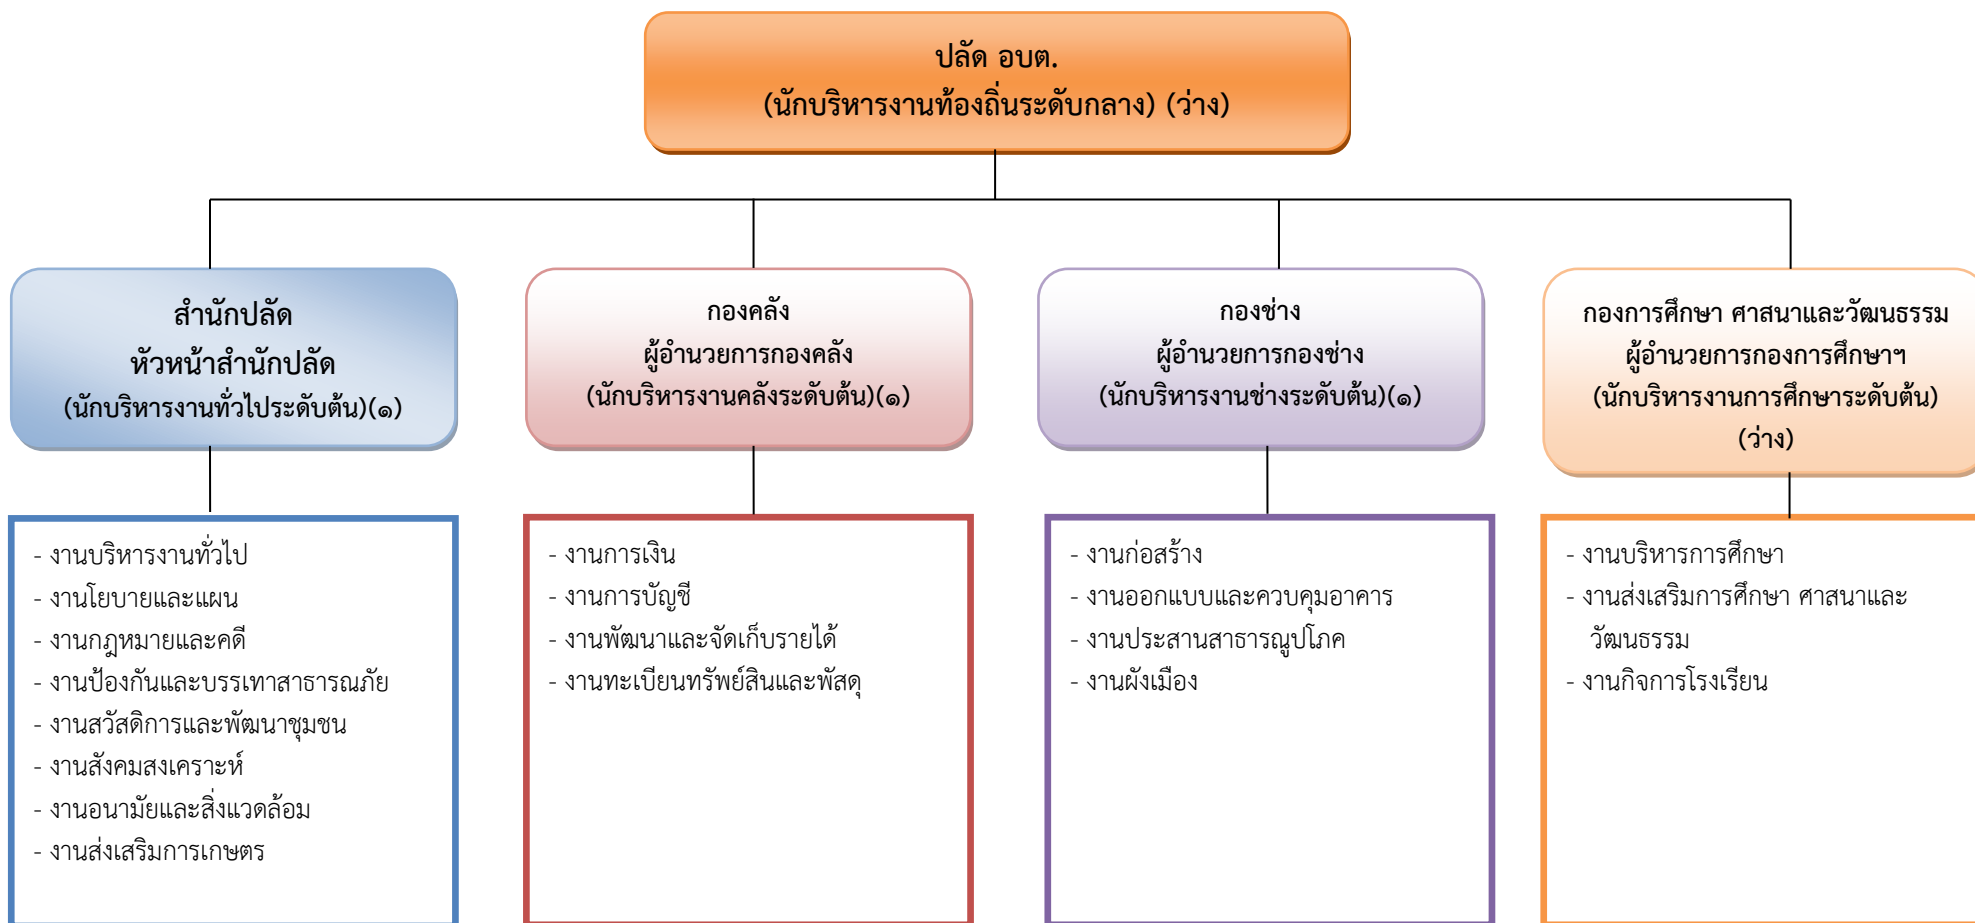 ปลัด อบต.
(นักบริหารงานท้องถิ่นระดับกลาง) (ว่าง)
สำนักปลัด
หัวหน้าสำนักปลัด
(นักบริหารงานทั่วไประดับต้น)(๑)
กองคลัง
ผู้อำนวยการกองคลัง
(นักบริหารงานคลังระดับต้น)(๑)
กองช่าง
ผู้อำนวยการกองช่าง
(นักบริหารงานช่างระดับต้น)(๑)
กองการศึกษา ศาสนาและวัฒนธรรม
ผู้อำนวยการกองการศึกษาฯ
(นักบริหารงานการศึกษาระดับต้น)
(ว่าง)
- งานบริหารงานทั่วไป
- งานโยบายและแผน
- งานกฎหมายและคดี
- งานป้องกันและบรรเทาสาธารณภัย
- งานสวัสดิการและพัฒนาชุมชน
- งานสังคมสงเคราะห์
- งานอนามัยและสิ่งแวดล้อม
- งานส่งเสริมการเกษตร
- งานการเงิน
- งานการบัญชี
- งานพัฒนาและจัดเก็บรายได้
- งานทะเบียนทรัพย์สินและพัสดุ
- งานก่อสร้าง
- งานออกแบบและควบคุมอาคาร
- งานประสานสาธารณูปโภค
- งานผังเมือง
- งานบริหารการศึกษา
- งานส่งเสริมการศึกษา ศาสนาและ
วัฒนธรรม
- งานกิจการโรงเรียน